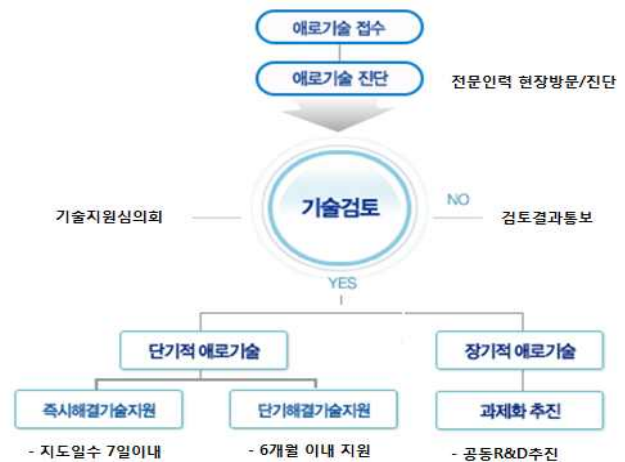 애로기술 접수
애로기술 진단
전문인력 현장방문/진단
기술지원심의회
기술검토
NO
검토결과통보
YES
단기적 애로기술
장기적 애로기술
즉시해결기술지원
단기해결기술지원
과제화 추진
- 지도일수 7일이내
- 6개월 이내 지원
- 공동R&D추진